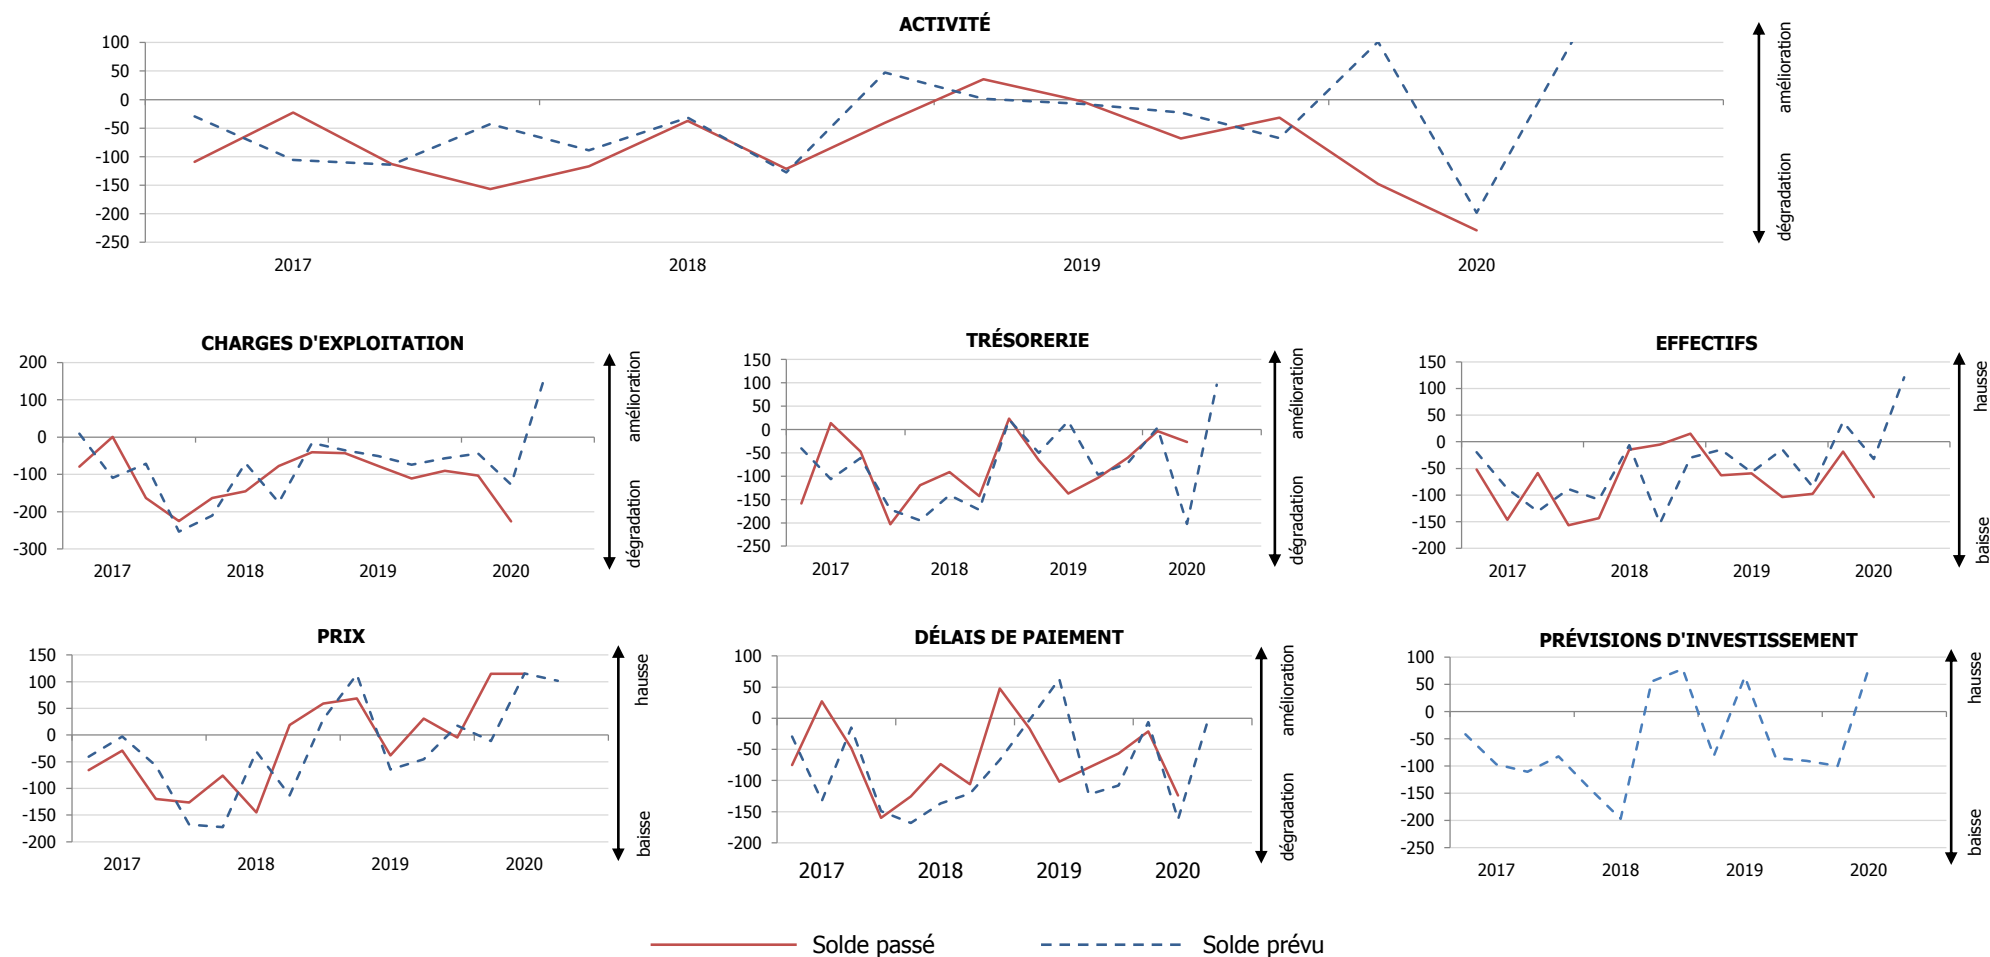 ACTIVITÉ
100
50
0
-50
-100
-150
-200
-250
2017 2018 2019 2020
amélioration
dégradation
CHARGES D'EXPLOITATION
200
100
0
-100
-200
-300
2017 2018 2019 2020
amélioration
dégradation
TRÉSORERIE
150
100
50
0
-50
-100
-150
-200
-250
2017 2018 2019 2020
amélioration
dégradation
EFFECTIFS
150
100
50
0
-50
-100
-150
-200
2017 2018 2019 2020
hausse
baisse
PRIX
150
100
50
0
-50
-100
-150
-200
2017 2018 2019 2020
hausse
baisse
DÉLAIS DE PAIEMENT
100
50
0
-50
-100
-150
-200
2017 2018 2019 2020
amélioration
dégradation
PRÉVISIONS D'INVESTISSEMENT
100
50
0
-50
-100
-150
-200
-250
2017 2018 2019 2020
hausse
baisse
Solde passé Solde prévu